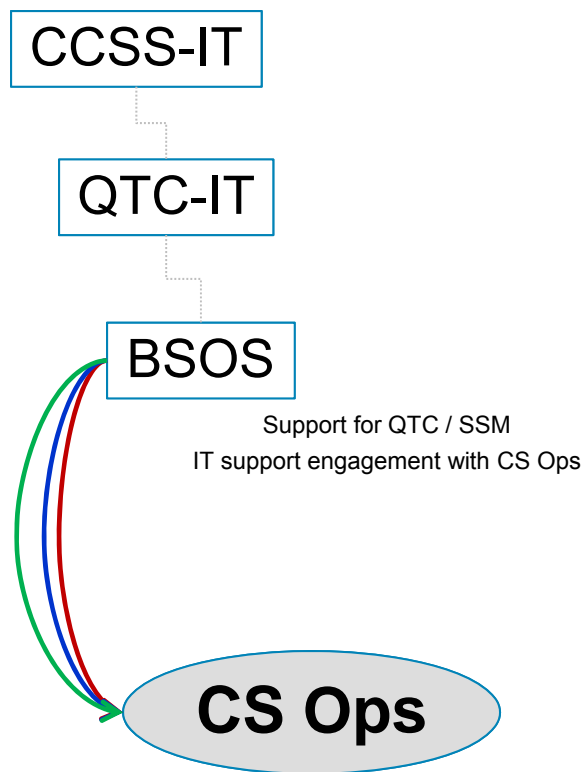 CCSS-IT
QTC-IT
BSOS
Support for QTC / SSM
IT support engagement with CS Ops
CS Ops